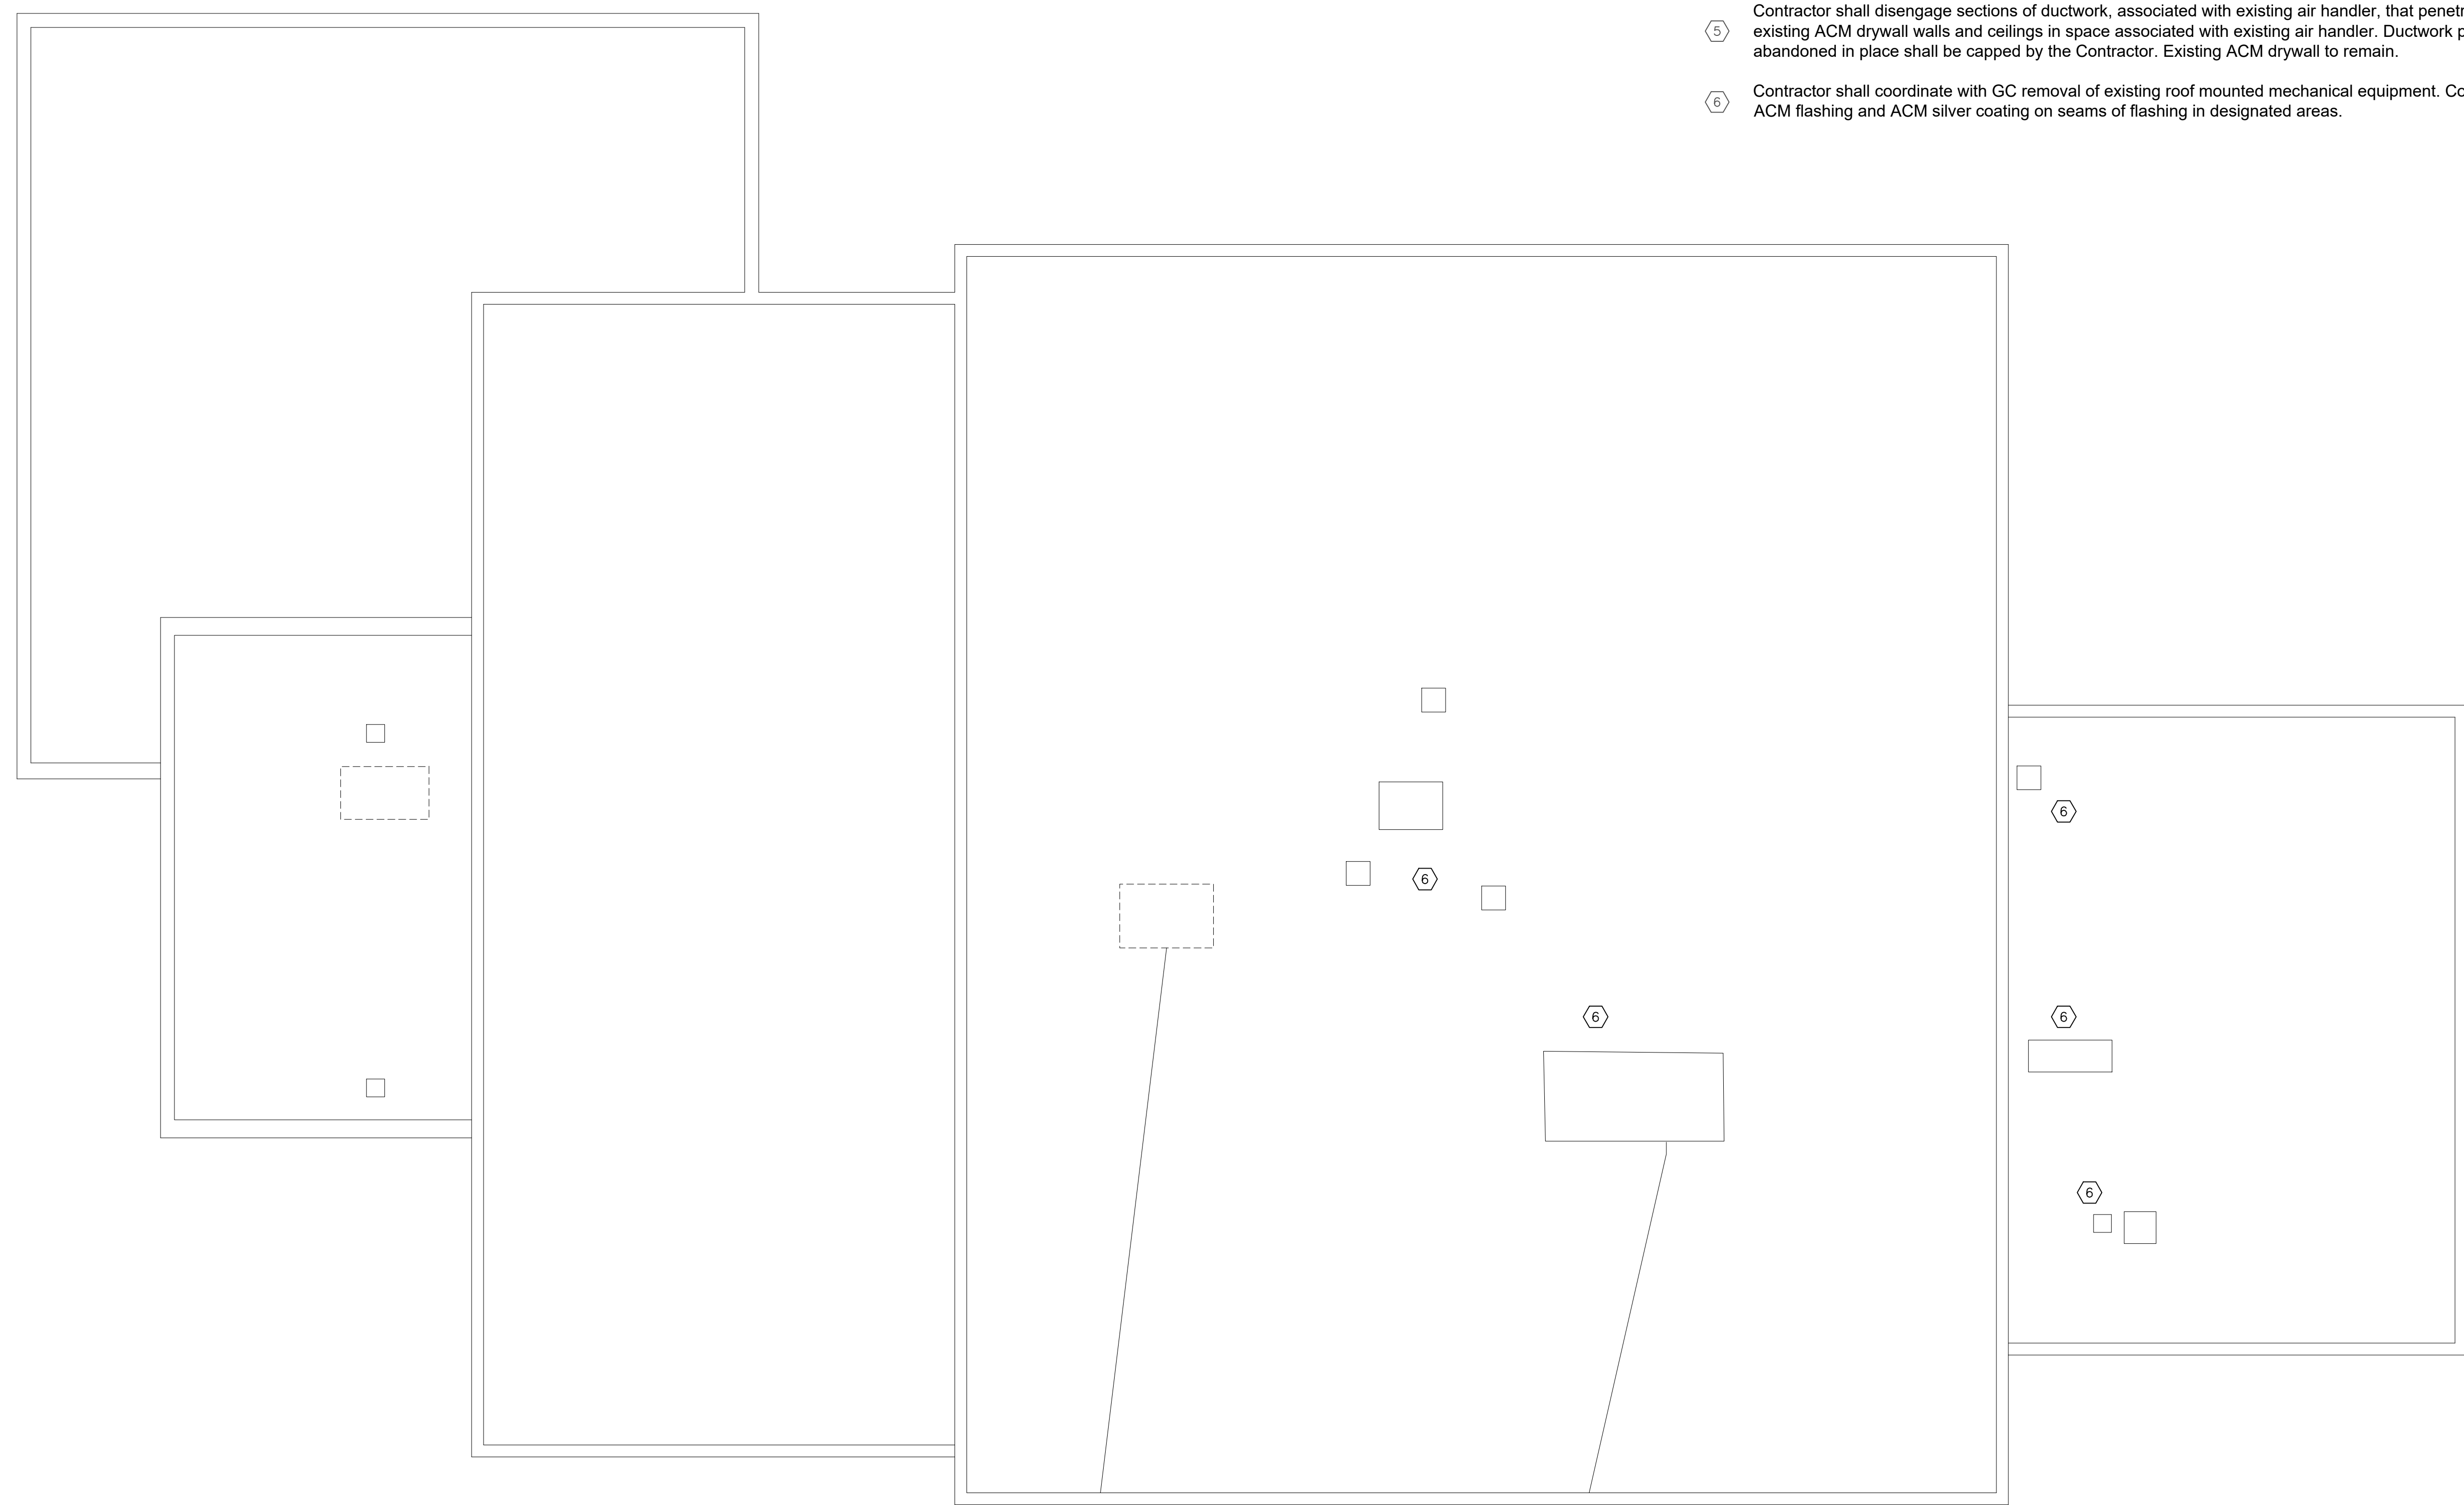 Contractor shall disengage sections of ductwork, associated with existing air handler, that
5 existing ACM drywall walls and ceilings in space associated with existing air handler. Ductwork
abandoned in place shall be capped by the Contractor. Existing ACM drywall to remain.
Contractor shall coordinate with GC removal of existing roof mounted mechanical equipment.
6 ACM flashing and ACM silver coating on seams of flashing in designated areas.
6
6
6
6
6